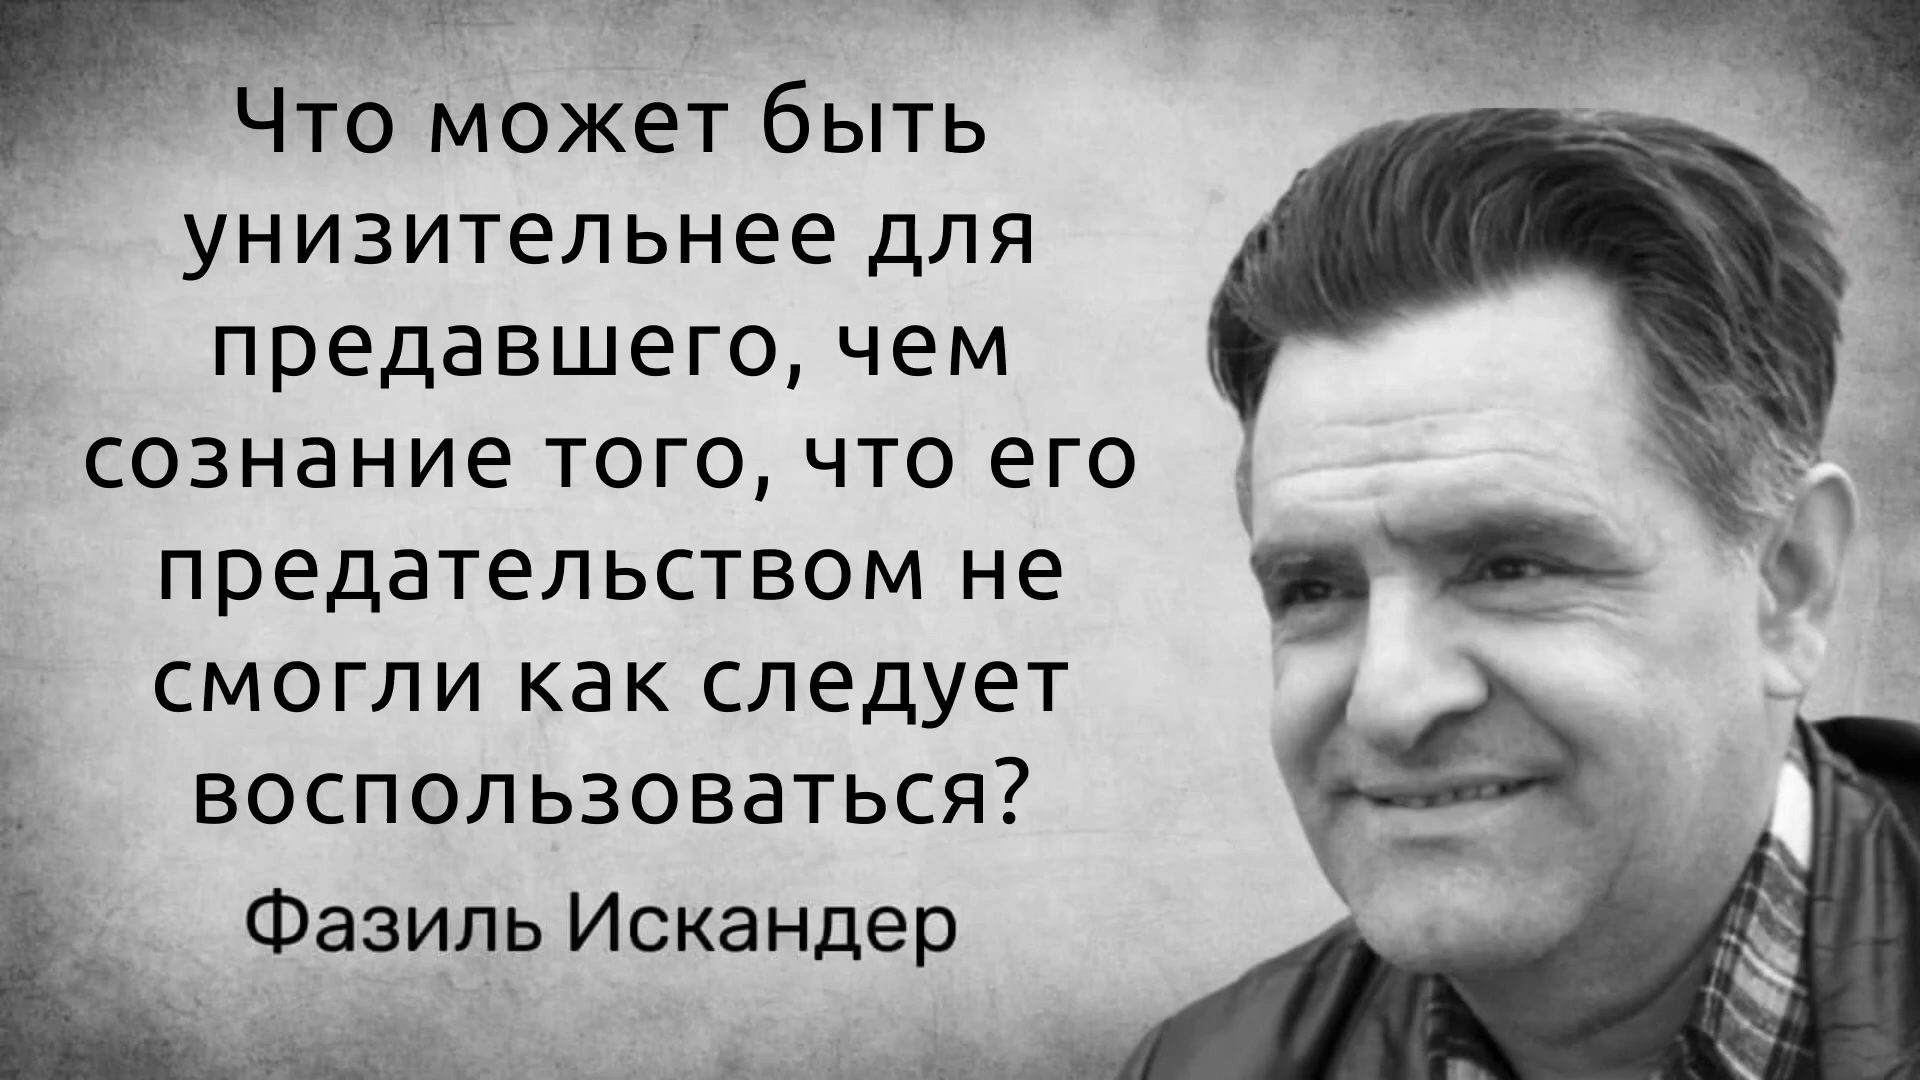 Что может быть
унизительнее для
предавшего, чем
сознание того, что его
предательством не
смогли как следует
воспользоваться?
Фазиль Искандер